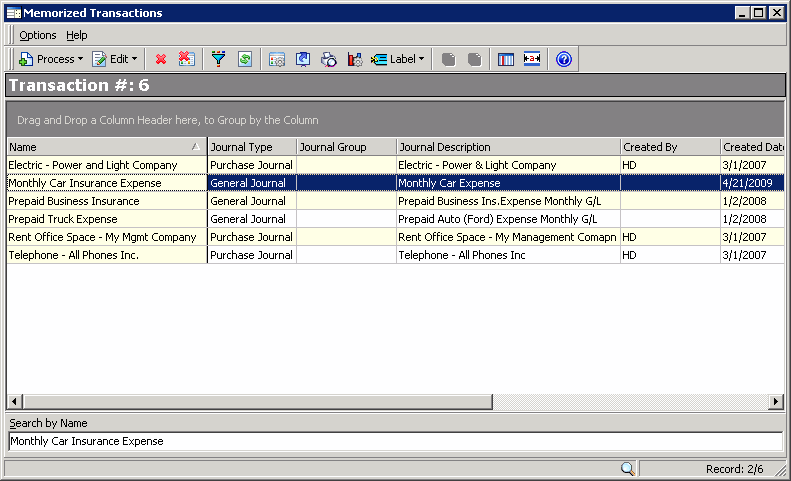 Memorized Transactions
Options Help
Process Edit Label
Transaction #: 6
Drag and Drop a Column Header here, to Group by the Column
Name Journal Type Journal Group Journal Description Created By Created Date
Electric - Power and Light Company Purchase Journal Electric - Power & Light Company HD 3/1/2007
Monthly Car Insurance Expense General Journal Monthly Car Expense 4/21/2009
Prepaid Business Insurance General Journal Prepaid Business Ins.Expense Monthly G/L 1/2/2008
Prepaid Truck Expense General Journal Prepaid Auto (Ford) Expense Monthly G/L 1/2/2008
Rent Office Space - My Mgmt Company Purchase Journal Rent Office Space - My Management Comapn HD 3/1/2007
Telephone - All Phones Inc. Purchase Journal Telephone - All Phones Inc HD 3/1/2007
Search by Name
Monthly Car Insurance Expense
Record: 2/6